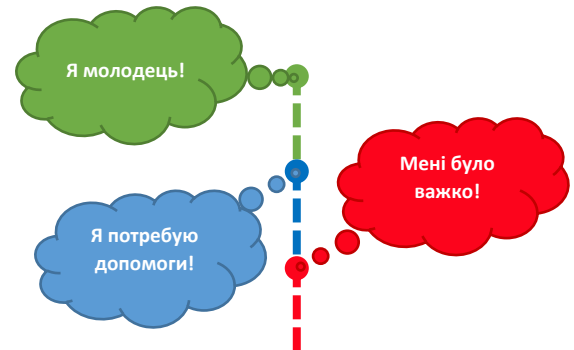 Я молодець!
Мені було
важко!
Я потребую
допомоги!